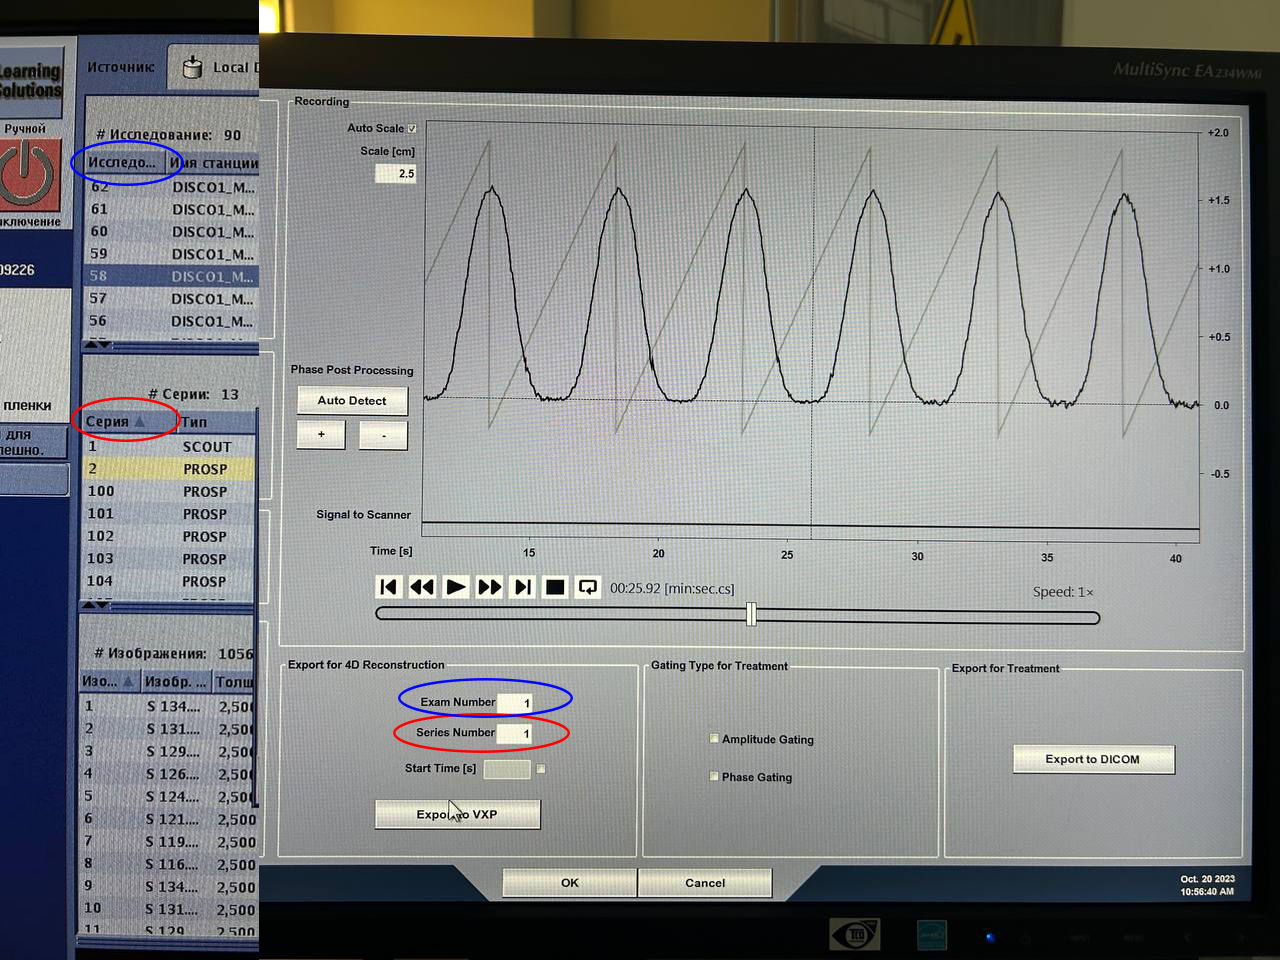 Learning
Solutions
Ручной
ключение
09226
пленки
для
Источник:
Local D
# Исследование: 90
Исследо...
Имя станции
62 DISCO1_M...
61 DISCO1_M...
60 DISCO1_M...
59 DISCO1_M...
58 DISCO1_M...
57 DISCO1_M...
56 DISCO1_M...
# Серии: 13
Серия Тип
1 SCOUT
2 PROSP
100 PROSP
101 PROSP
102 PROSP
103 PROSP
104 PROSP
# Изображения: 1056
Изо... Изобр. ... Толщ
1 S 134.... 2,500
2 S 131.... 2,500
3 S 129.... 2,500
4 S 126.... 2,500
5 S 124.... 2,500
6 S 121.... 2,500
7 S 119.... 2,500
8 S 116.... 2,500
9 S 134.... 2,500
10 S 131.... 2,500
11 S 129 2,500
MultiSync EA234WMi
Recording
Auto Scale
Scale [cm]
2.5
+2.0
+1.5
+1.0
+0.5
0.0
-0.5
Phase Post Processing
Auto Detect
+ -
Signal to Scanner
Time [s] 15 20 25 30 35 40
00:25.92 [min:sec.cs]
Speed: 1×
Export for 4D Reconstruction
Exam Number 1
Series Number 1
Start Time [s]
Export to VXP
Gating Type for Treatment
Amplitude Gating
Phase Gating
Export for Treatment
Export to DICOM
OK
Cancel
Oct. 20 2023
10:56:40 AM
TCO